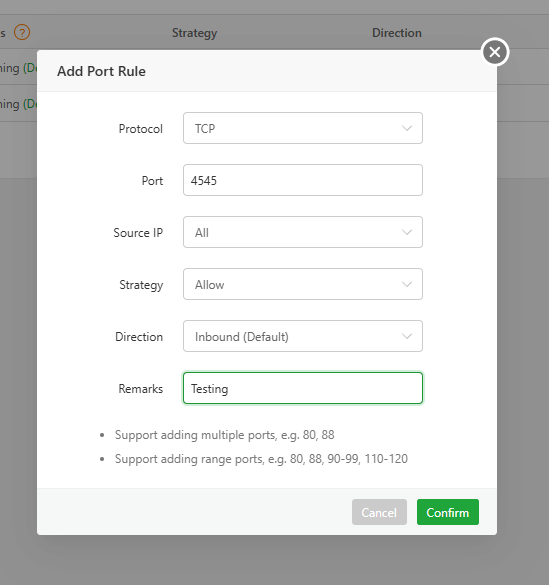 s ? Strategy Direction
Add Port Rule
ning (De
ning (De
Protocol TCP
Port 4545
Source IP All
Strategy Allow
Direction Inbound (Default)
Remarks Testing
Support adding multiple ports, e.g. 80, 88
Support adding range ports, e.g. 80, 88, 90-99, 110-120
Cancel Confirm